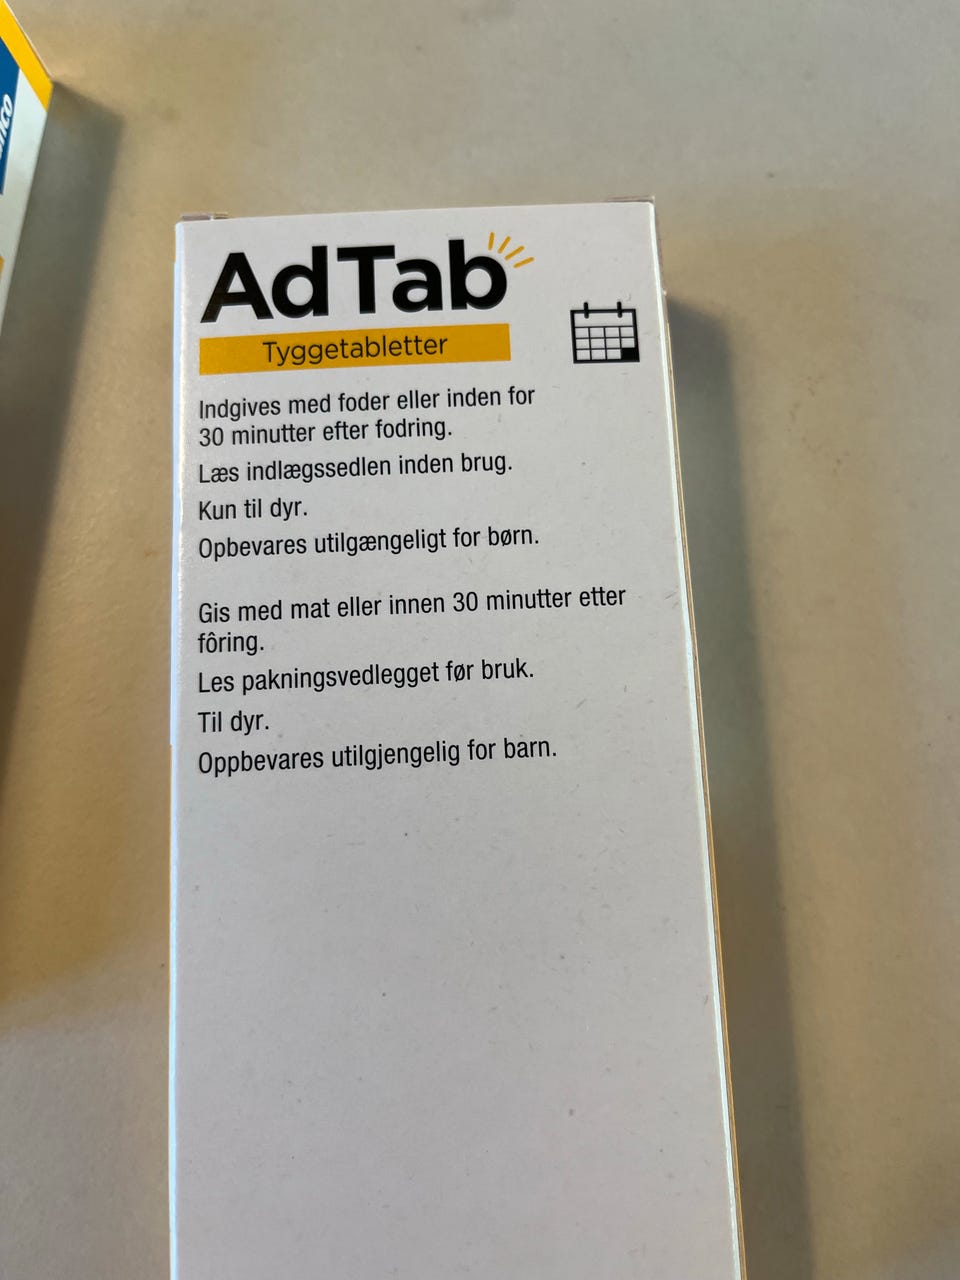 AdTab
Tyggetabletter
Indgives med foder eller inden for
30 minutter efter fodring.
Læs indlægssedlen inden brug.
Kun til dyr.
Opbevares utilgængeligt for børn.
Gis med mat eller innen 30 minutter etter
fôring.
Les pakningsvedlegget før bruk.
Til dyr.
Oppbevares utilgjengelig for barn.